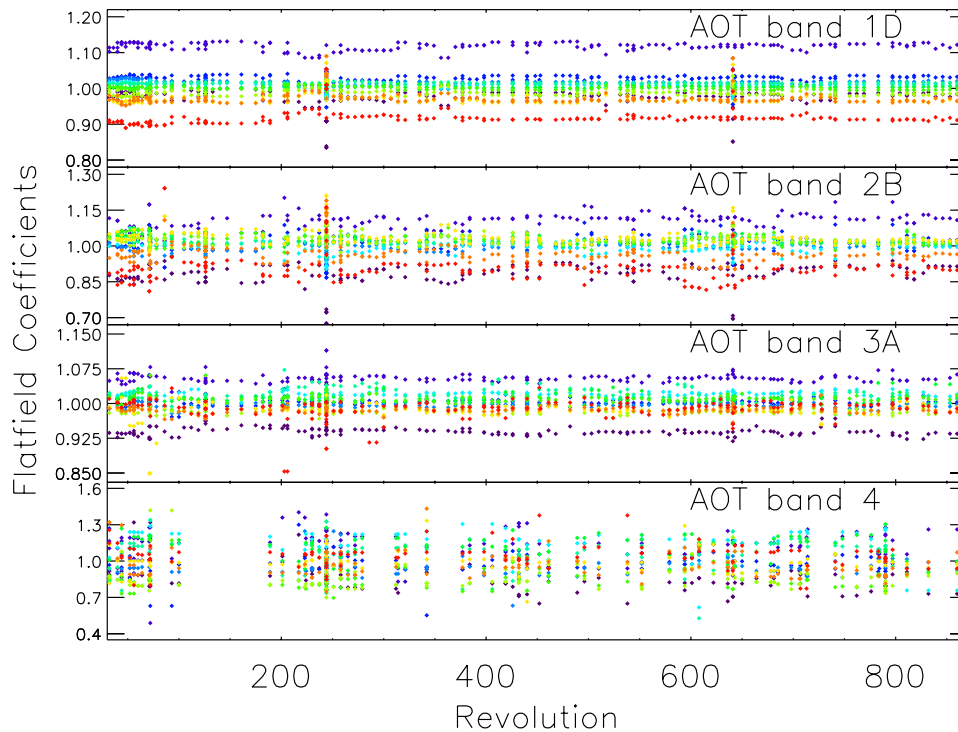 AOT band 1D
1.20
1.10
1.00
0.90
0.80
AOT band 2B
1.30
1.15
1.00
0.85
0.70
AOT band 3A
1.150
1.075
1.000
0.925
0.850
AOT band 4
1.6
1.3
1.0
0.7
0.4
Flatfield Coefficients
200 400 600 800
Revolution